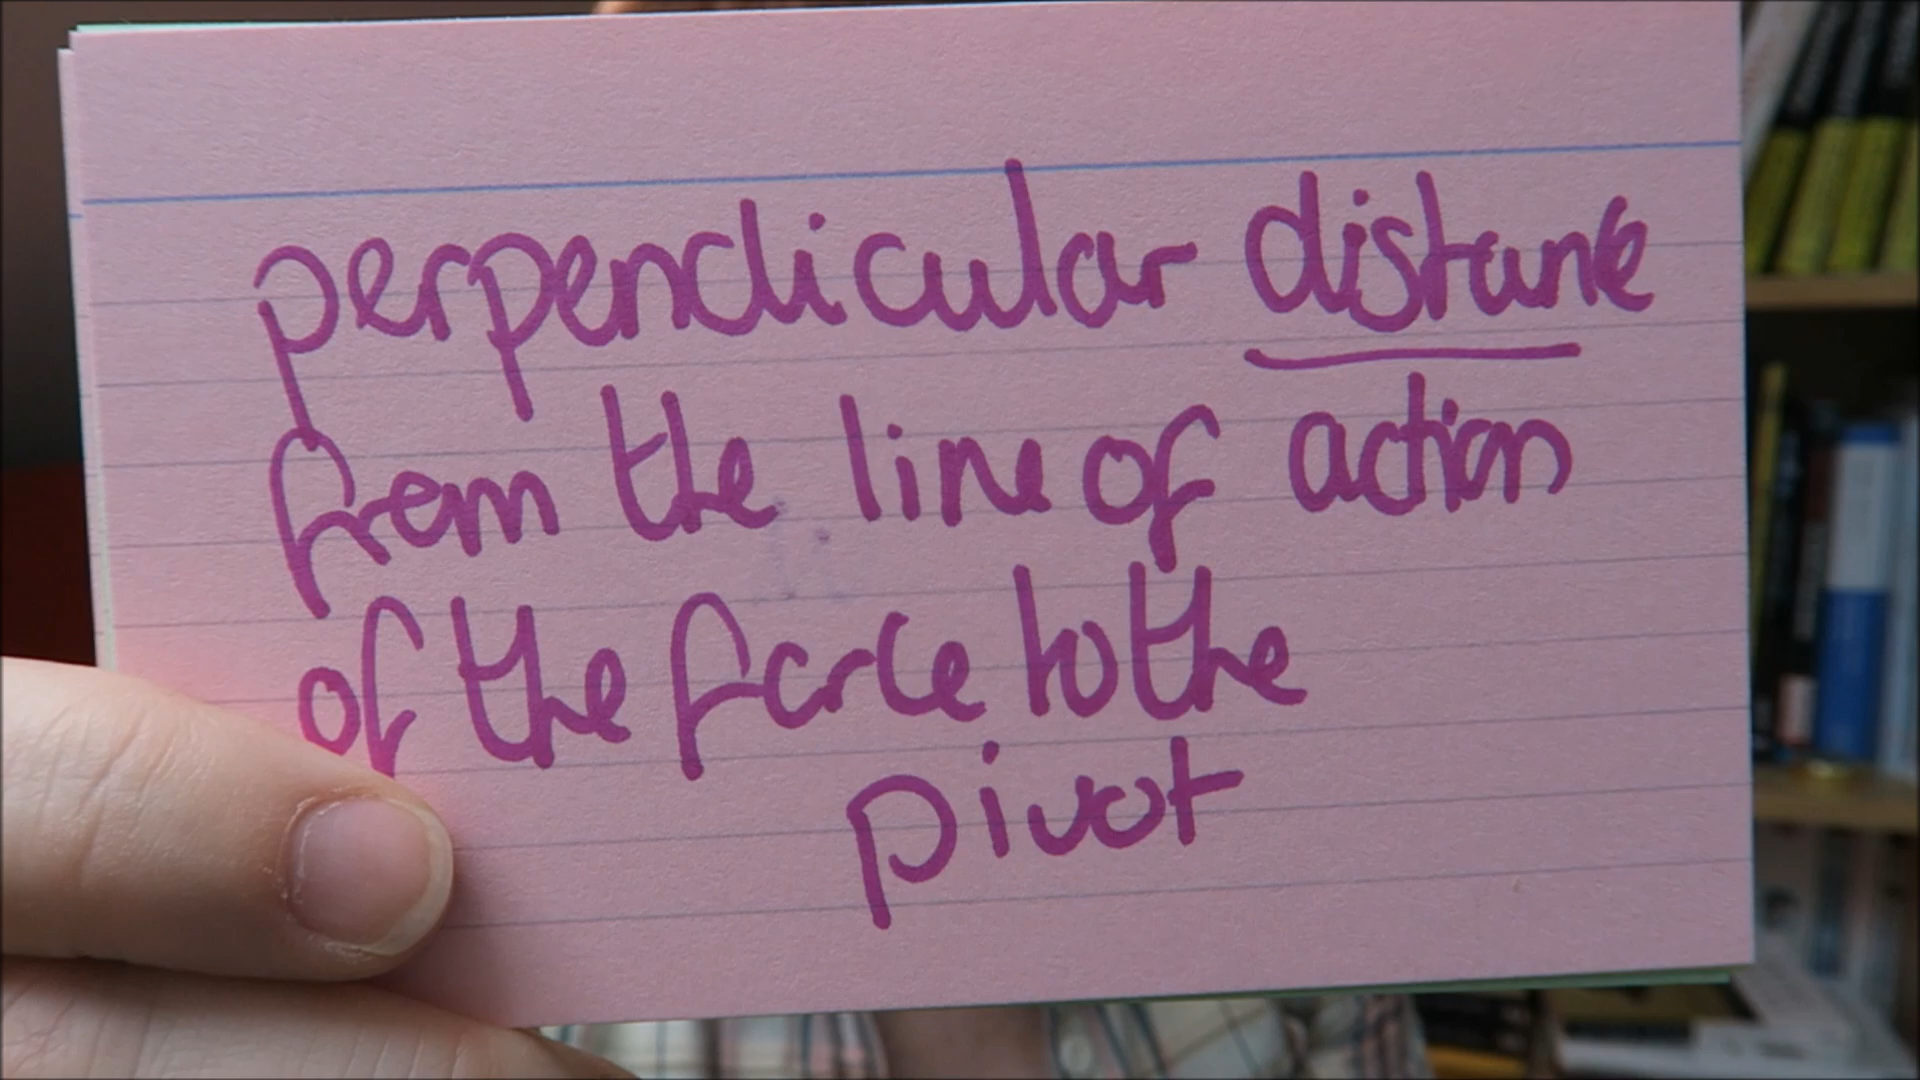 perpendicular distance
from the line of action
of the force to the
pivot